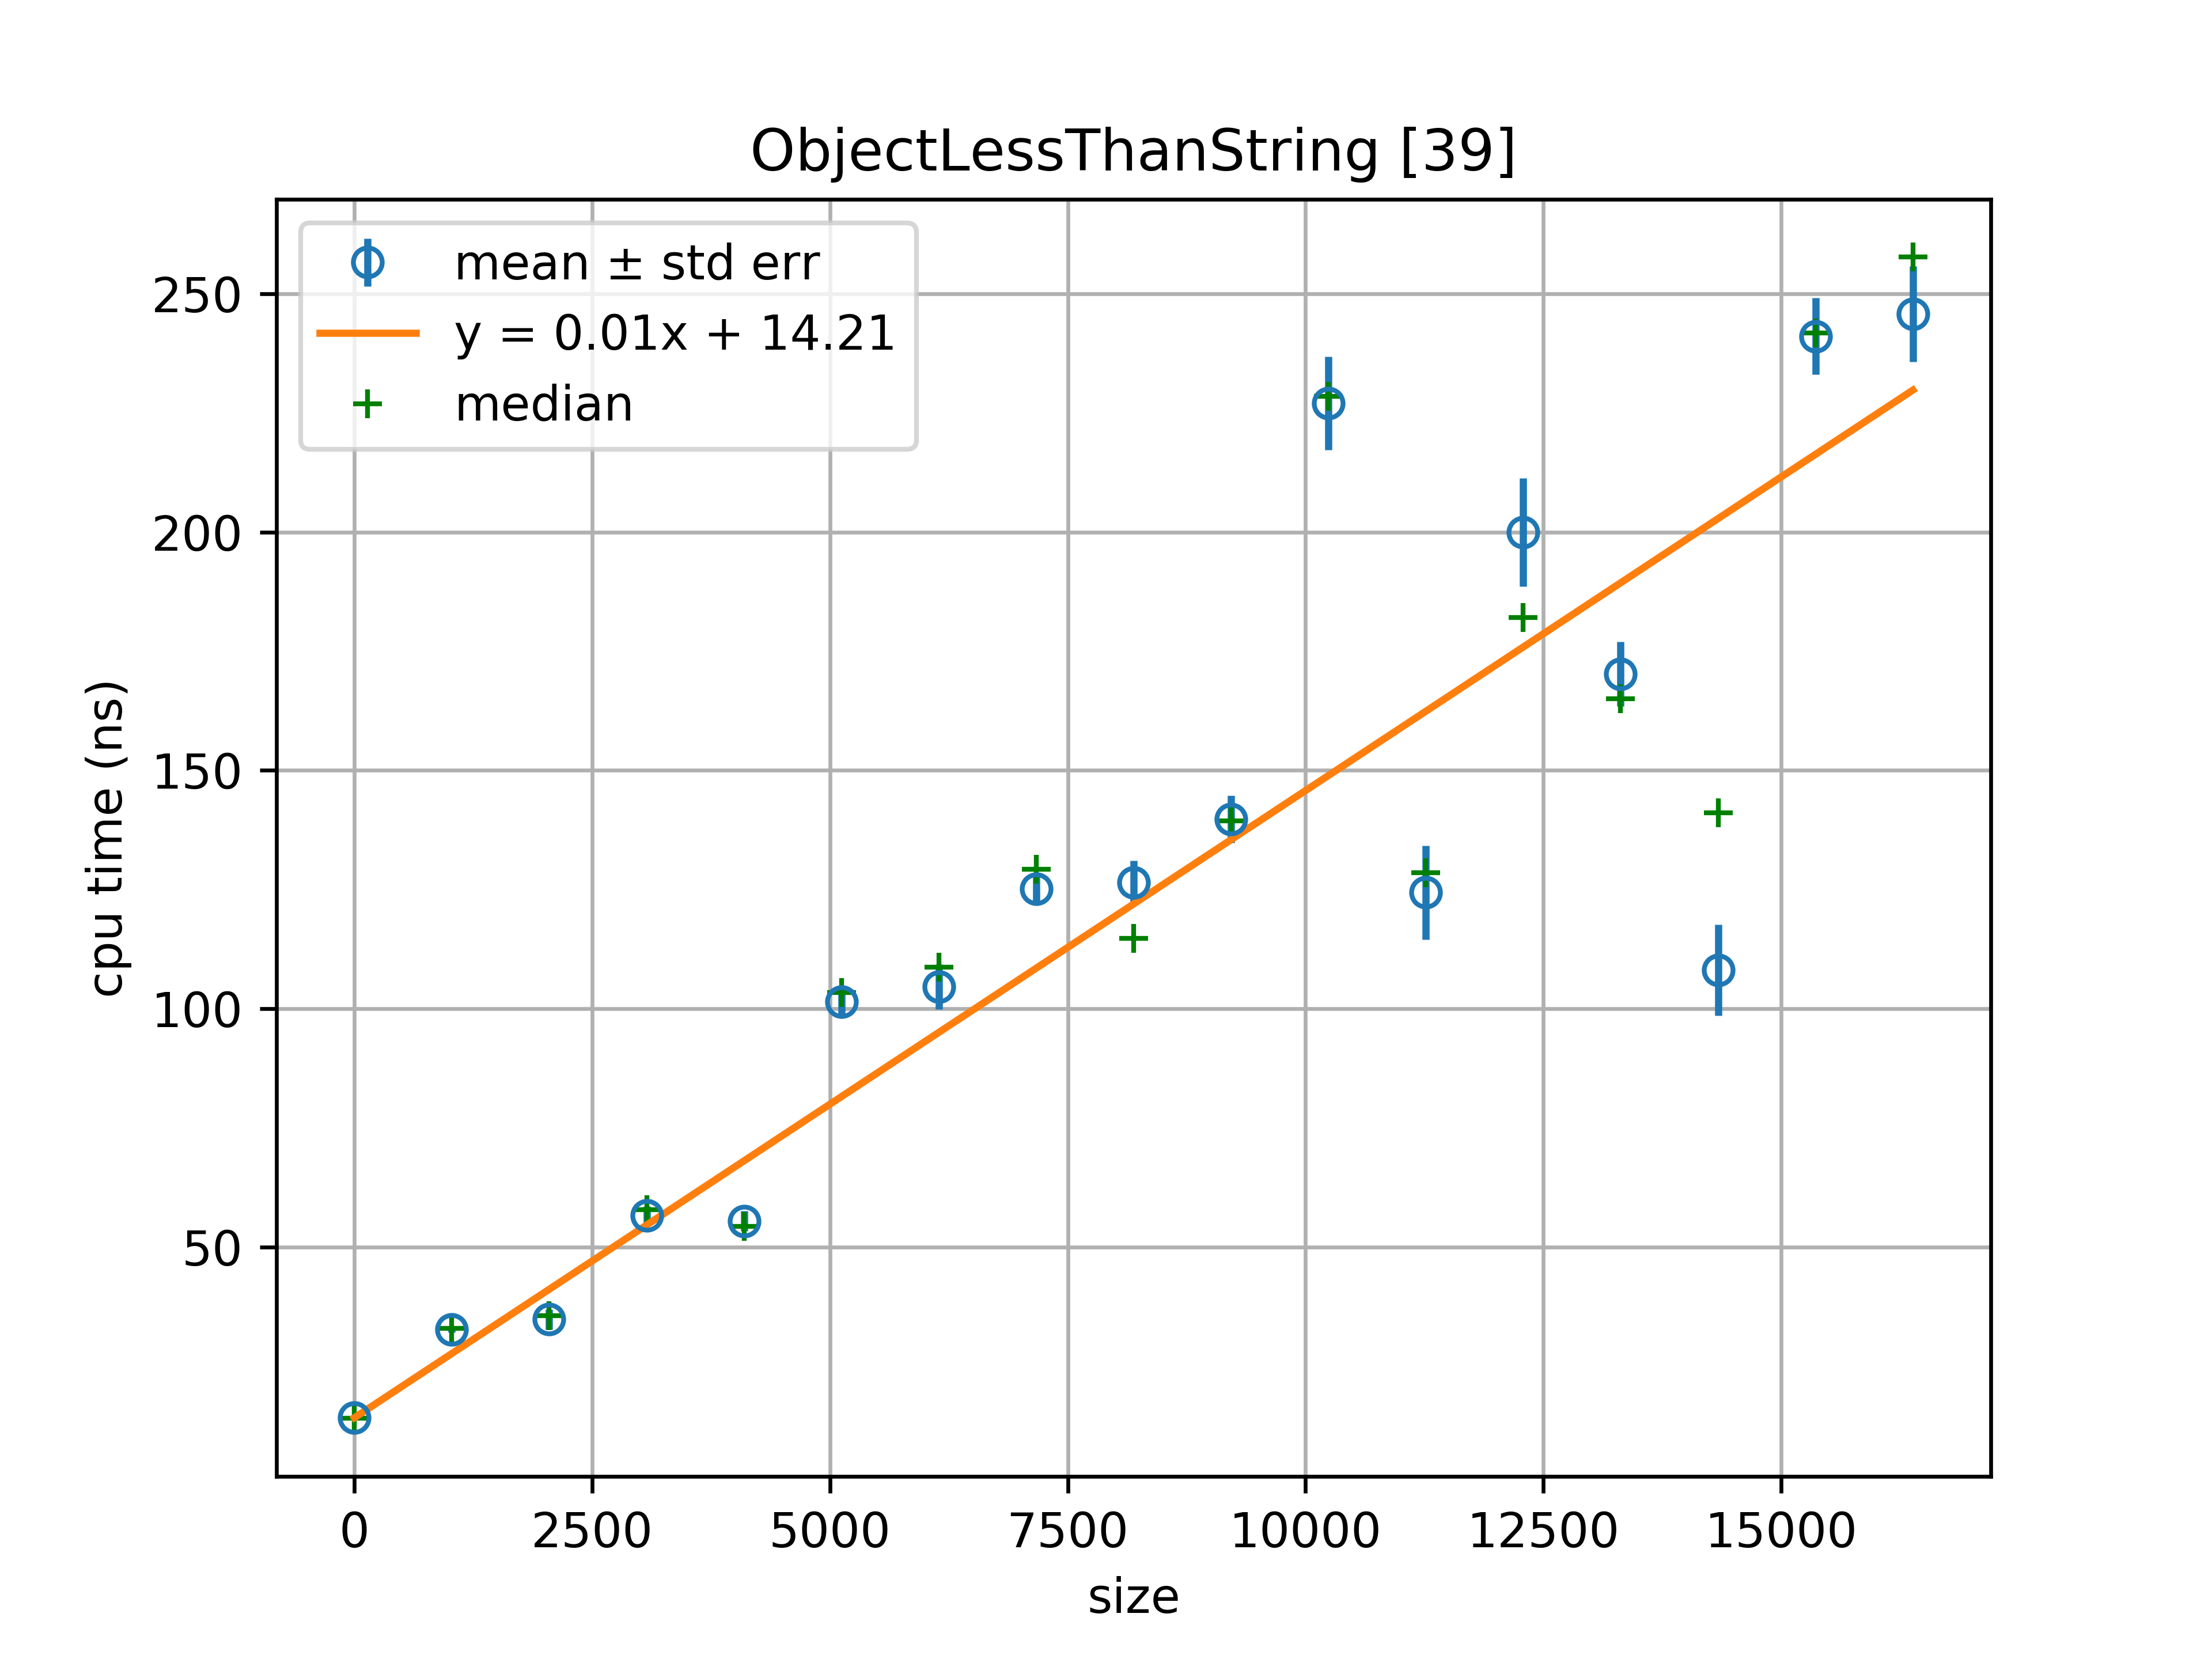 ObjectLessThanString [39]
mean ± std err
y = 0.01x + 14.21
median
250
200
150
100
50
cpu time (ns)
0 2500 5000 7500 10000 12500 15000
size